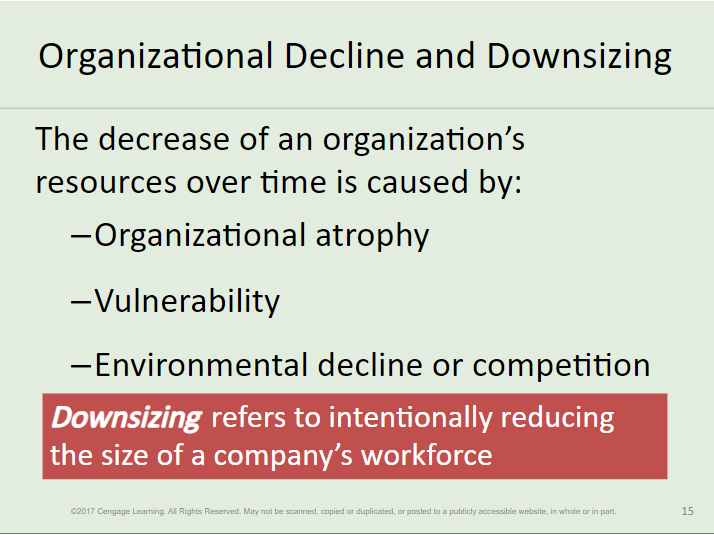 Organizational Decline and Downsizing
The decrease of an organization’s
resources over time is caused by:
–Organizational atrophy
–Vulnerability
–Environmental decline or competition
Downsizing refers to intentionally reducing
the size of a company’s workforce
©2017 Cengage Learning. All Rights Reserved. May not be scanned, copied or duplicated, or posted to a publicly accessible website, in whole or in part.
15